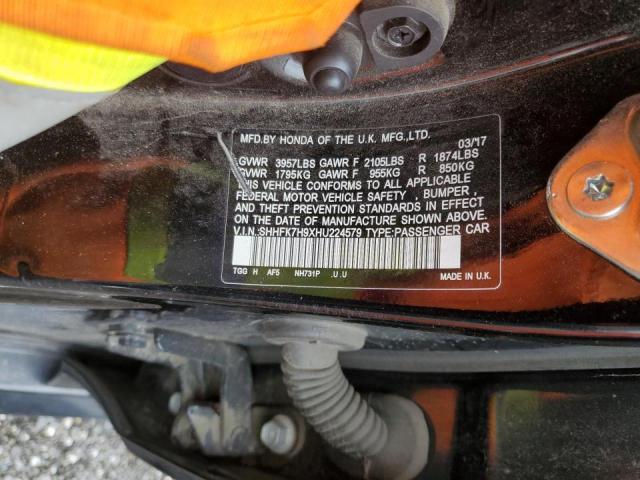 MFD.BY HONDA OF THE U.K. MFG.,LTD. 03/17
GVWR 3957LBS GAWR F 2105LBS R 1874LBS
GVWR 1795KG GAWR F 955KG R 850KG
THIS VEHICLE CONFORMS TO ALL APPLICABLE
FEDERAL MOTOR VEHICLE SAFETY, BUMPER,
AND THEFT PREVENTION STANDARDS IN EFFECT
ON THE DATE OF MANUFACTURE SHOWN ABOVE.
V.I.N.:SHHFK7H9XHU224579 TYPE:PASSENGER CAR
TGG H AF5 NH731P .U.U MADE IN U.K.